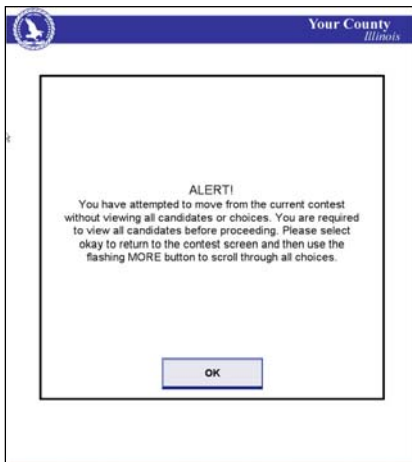 Your County
Illinois
ALERT!
You have attempted to move from the current contest
without viewing all candidates or choices. You are required
to view all candidates before proceeding. Please select
okay to return to the contest screen and then use the
flashing MORE button to scroll through all choices.
OK